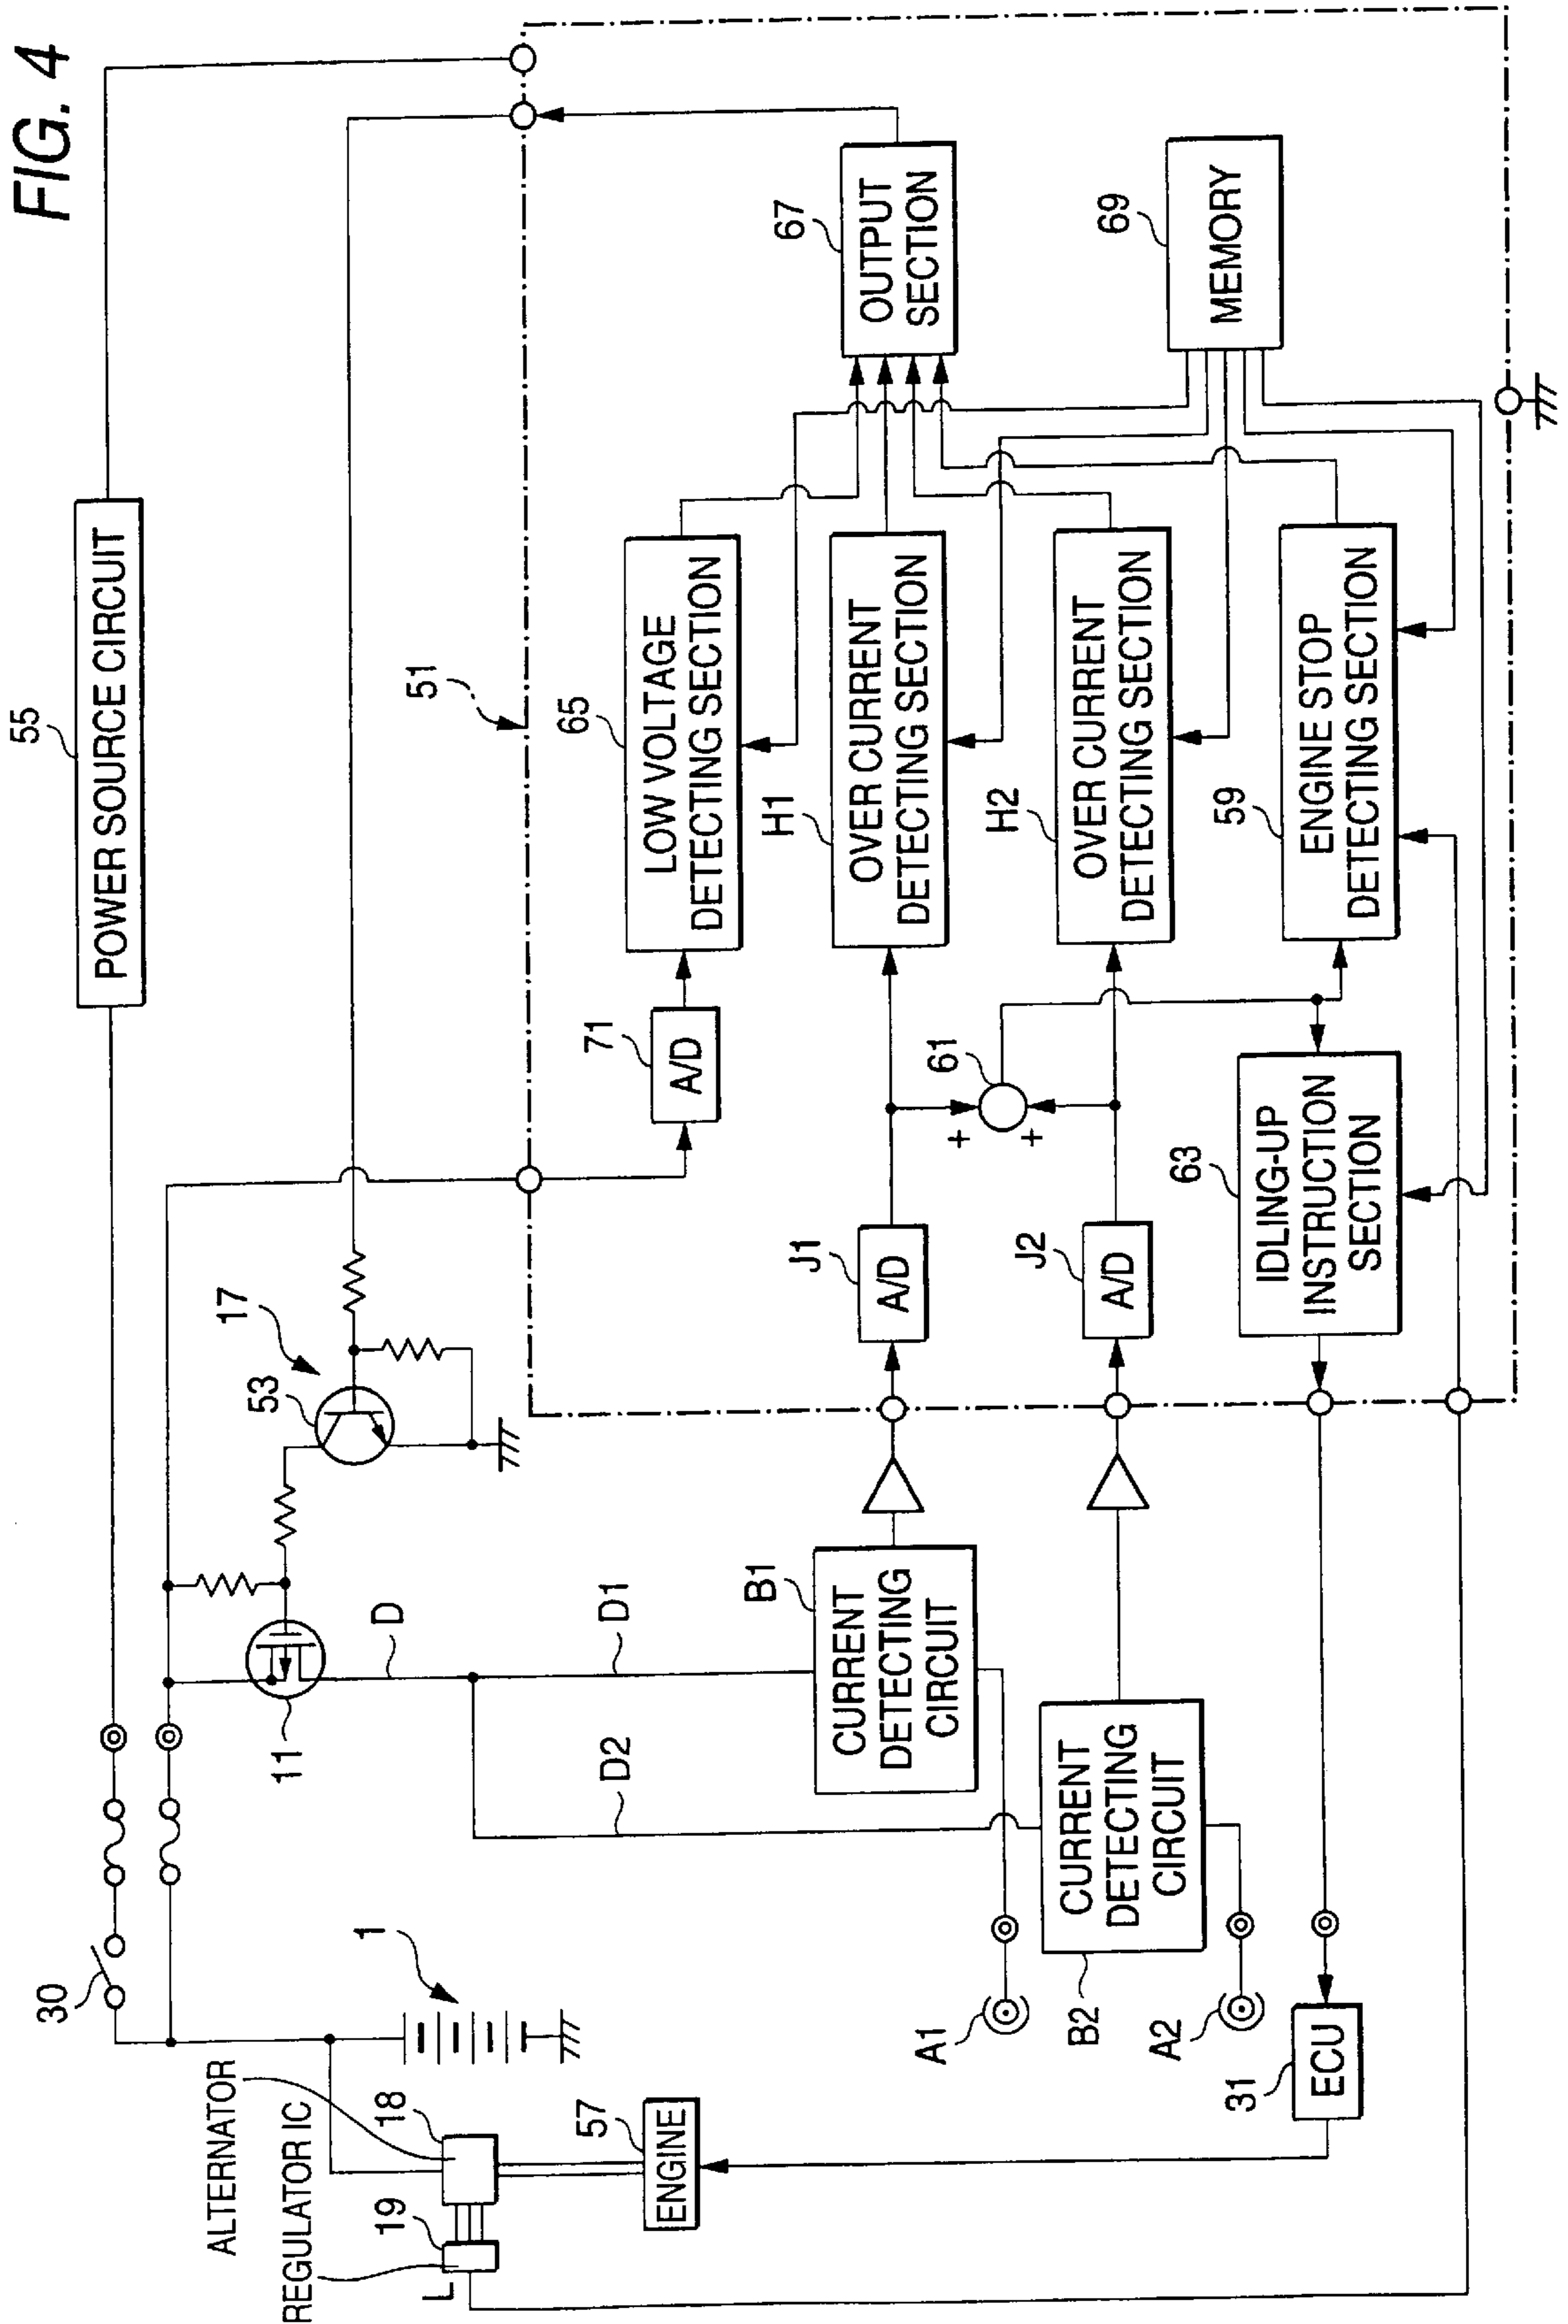 FIG. 4
55
POWER SOURCE CIRCUIT
30
ALTERNATOR
REGULATOR IC
18
19
L
57
ENGINE
1
11
53
17
D
D1
D2
51
71
A/D
65
LOW VOLTAGE
DETECTING SECTION
67
OUTPUT
SECTION
B1
CURRENT
DETECTING
CIRCUIT
J1
A/D
H1
OVER CURRENT
DETECTING SECTION
A1
61
+
+
B2
CURRENT
DETECTING
CIRCUIT
J2
A/D
H2
OVER CURRENT
DETECTING SECTION
69
MEMORY
A2
31
ECU
63
IDLING-UP
INSTRUCTION
SECTION
59
ENGINE STOP
DETECTING SECTION